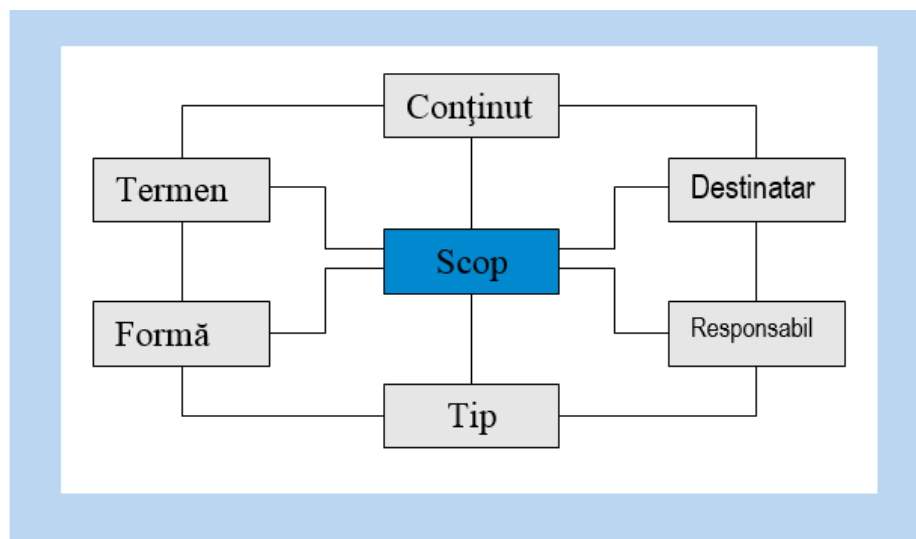 Conţinut
Termen
Destinatar
Scop
Formă
Responsabil
Tip